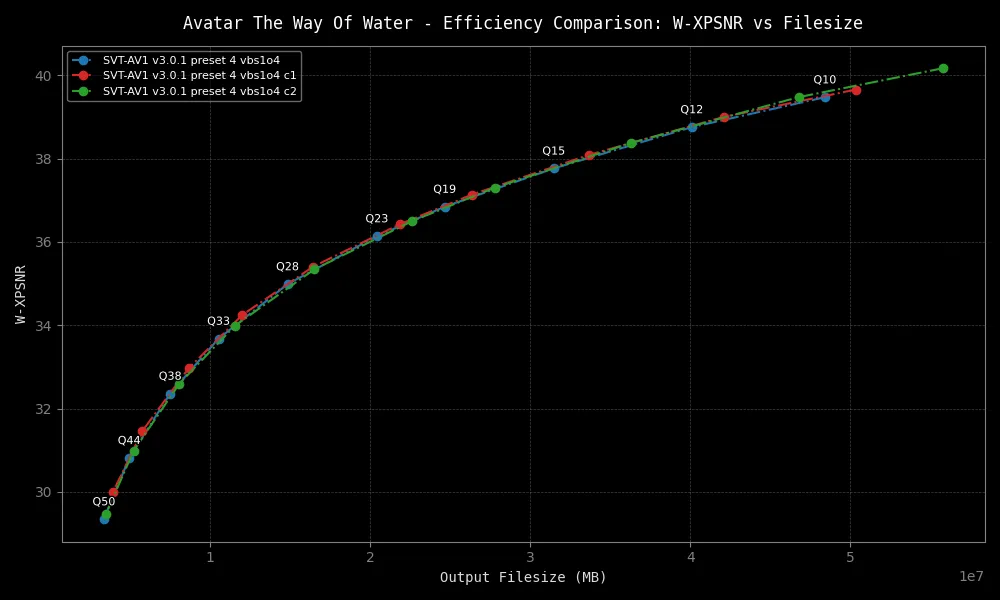 Avatar The Way Of Water - Efficiency Comparison: W-XPSNR vs Filesize
SVT-AV1 v3.0.1 preset 4 vbs1o4
SVT-AV1 v3.0.1 preset 4 vbs1o4 c1
SVT-AV1 v3.0.1 preset 4 vbs1o4 c2
40
38
36
34
32
30
W-XPSNR
Q10
Q12
Q15
Q19
Q23
Q28
Q33
Q38
Q44
Q50
1 2 3 4 5
1e7
Output Filesize (MB)